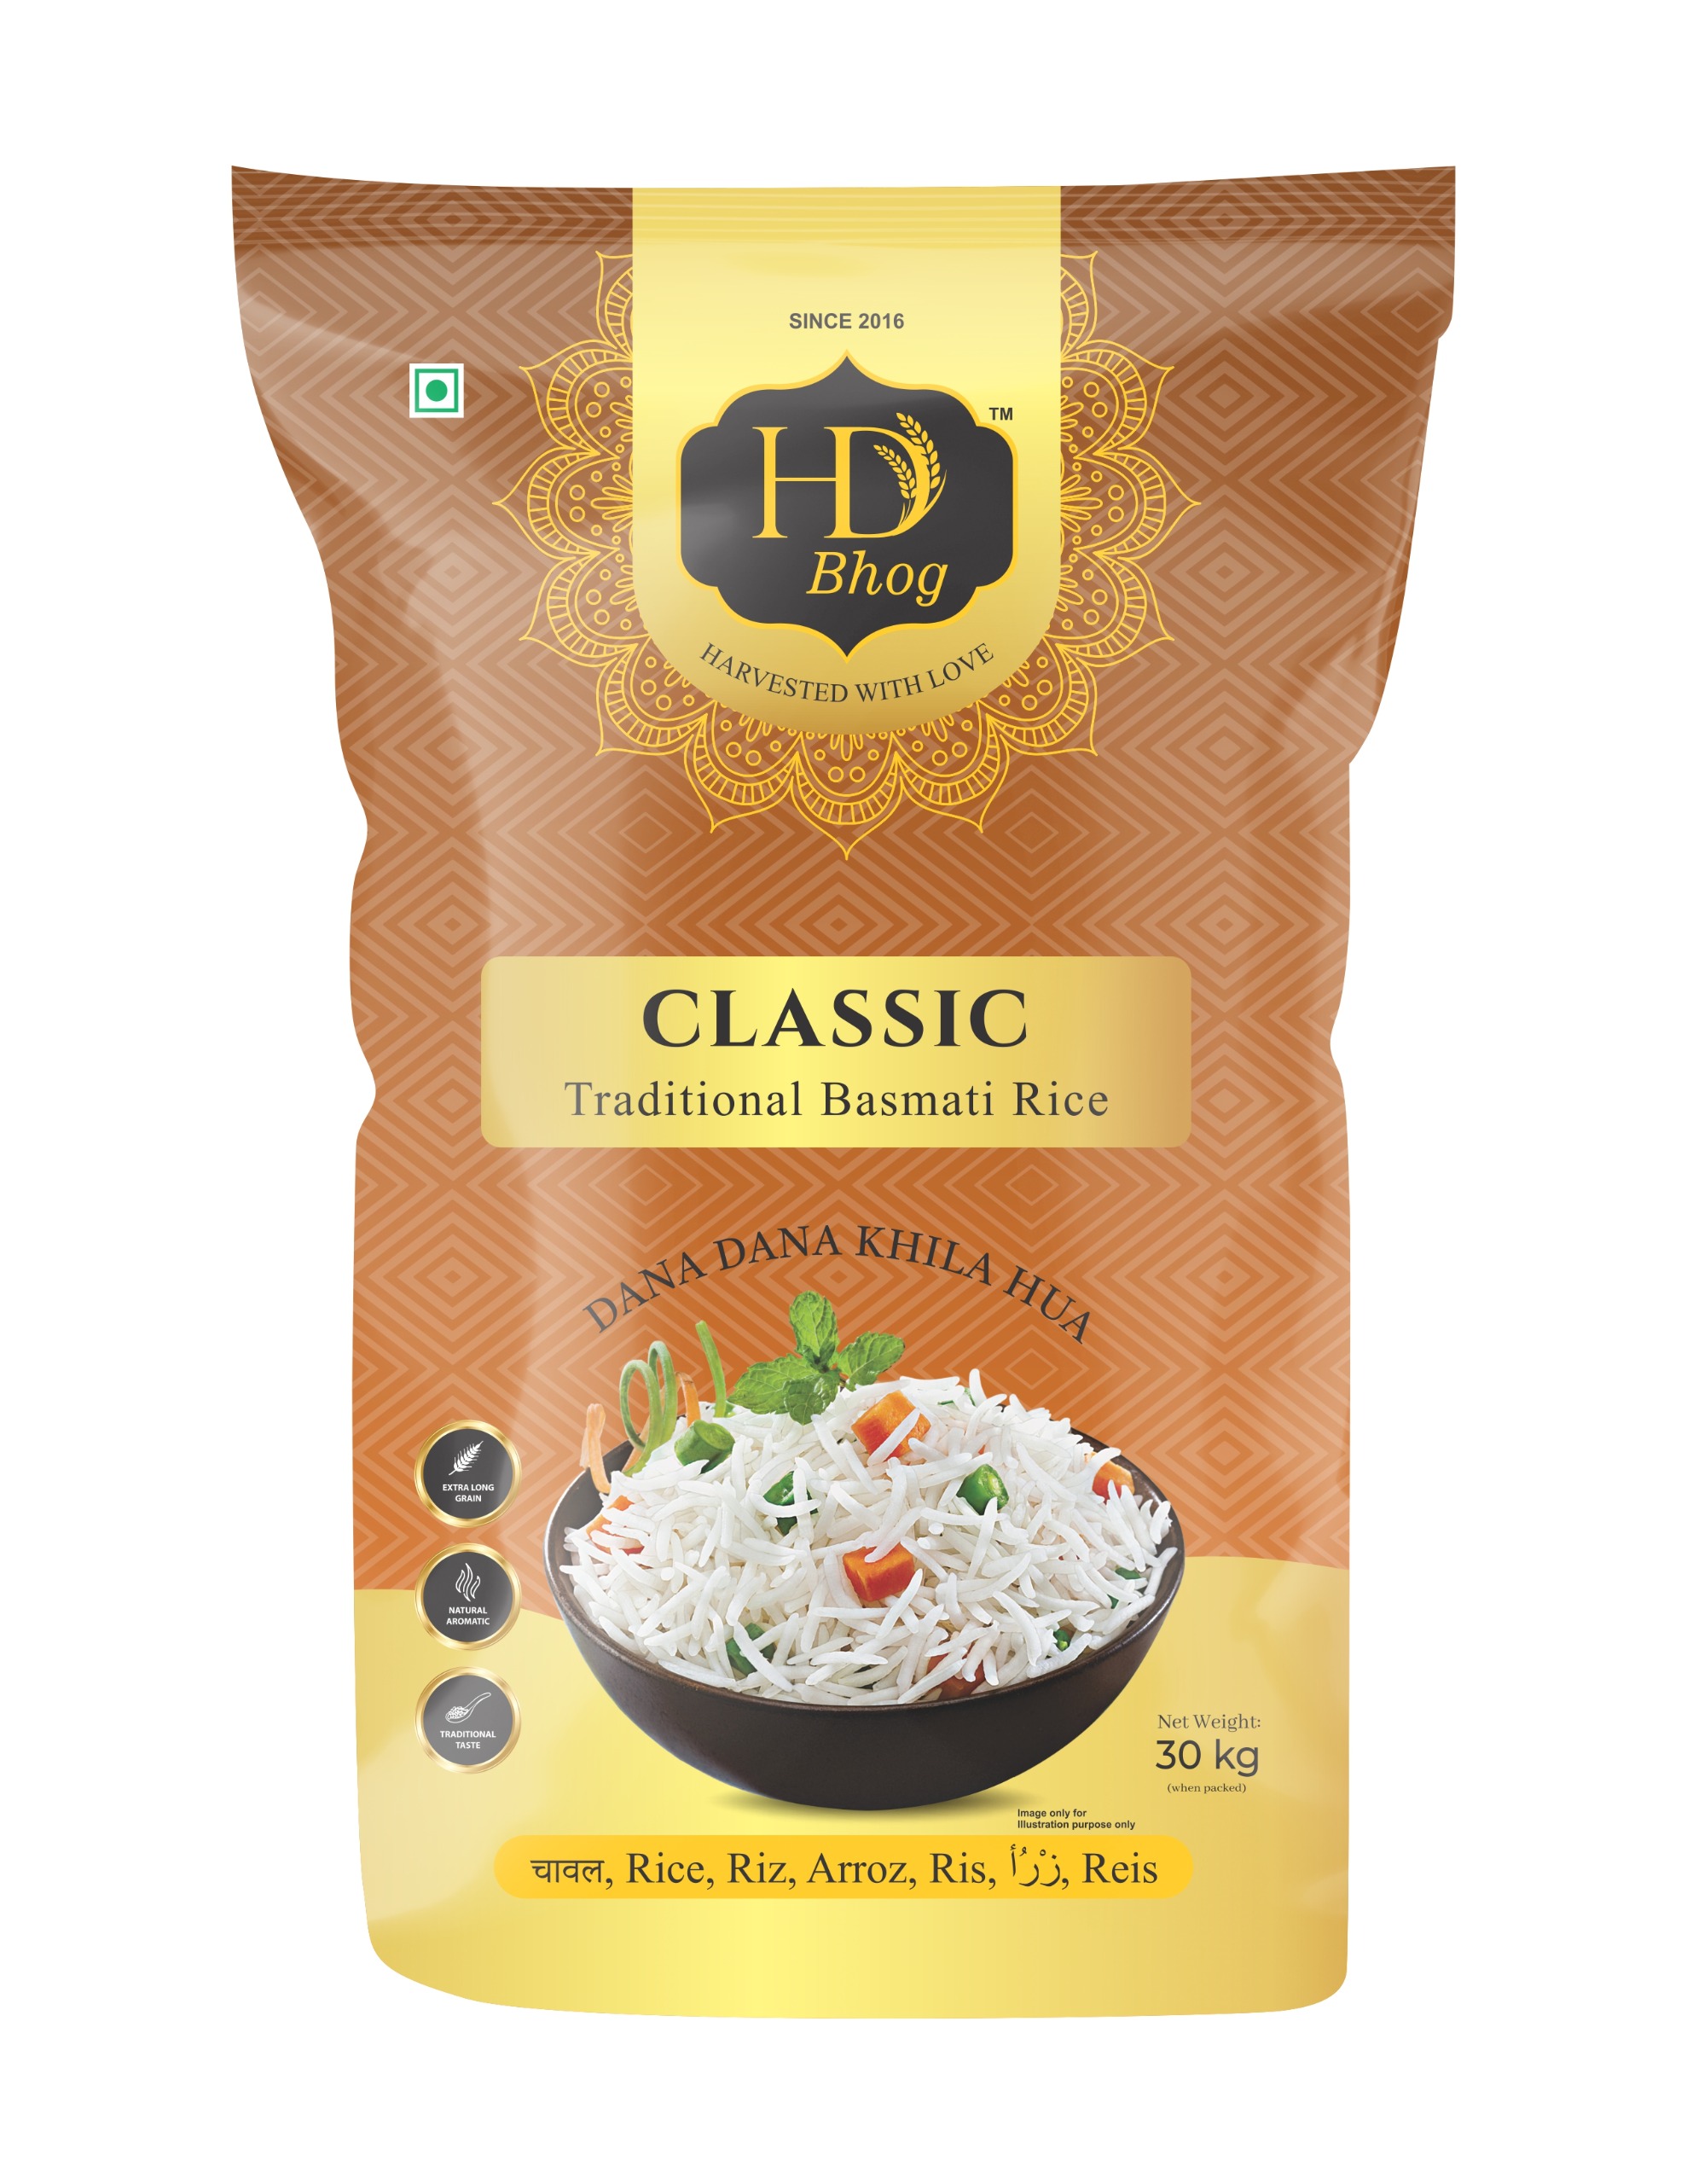 SINCE 2016
HD
TM
Bhog
HARVESTED WITH LOVE
CLASSIC
Traditional Basmati Rice
DANA DANA KHILA HUA
EXTRA LONG
GRAIN
NATURAL
AROMATIC
TRADITIONAL
TASTE
Net Weight:
30 kg
(when packed)
Image only for
Illustration purpose only
चावल, Rice, Riz, Arroz, Ris, أُرْز, Reis